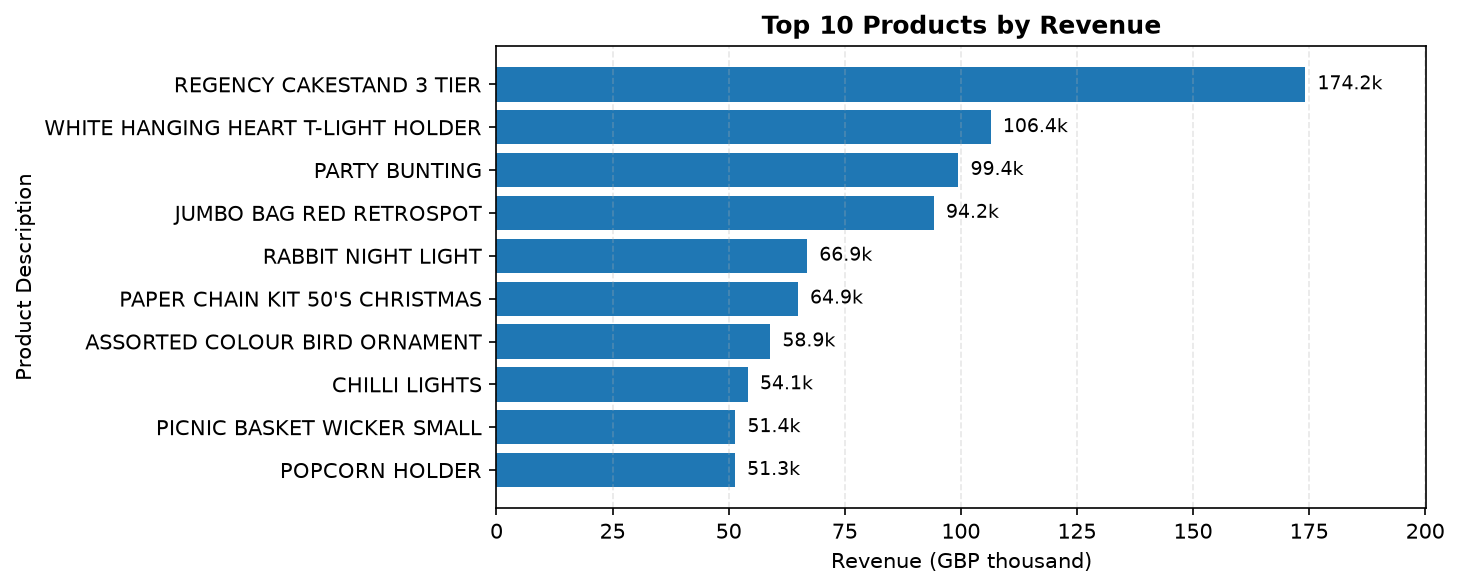 Top 10 Products by Revenue
Product Description
REGENCY CAKESTAND 3 TIER 174.2k
WHITE HANGING HEART T-LIGHT HOLDER 106.4k
PARTY BUNTING 99.4k
JUMBO BAG RED RETROSPOT 94.2k
RABBIT NIGHT LIGHT 66.9k
PAPER CHAIN KIT 50'S CHRISTMAS 64.9k
ASSORTED COLOUR BIRD ORNAMENT 58.9k
CHILLI LIGHTS 54.1k
PICNIC BASKET WICKER SMALL 51.4k
POPCORN HOLDER 51.3k
0 25 50 75 100 125 150 175 200
Revenue (GBP thousand)